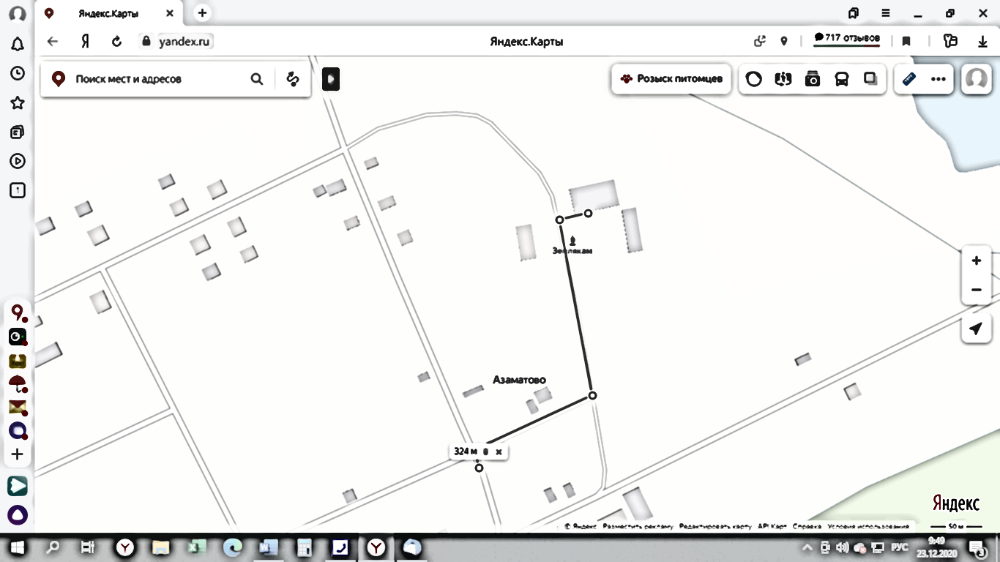 Яндекс.Карты
Я yandex.ru Яндекс.Карты 717 отзывов
Поиск мест и адресов
Розыск питомцев
Землякам
Азаматово
324 м
Яндекс
© Яндекс Разместить рекламу Редактировать карту API Карт Справка Условия использования 50 м
РУС
9:49
23.12.2020
3